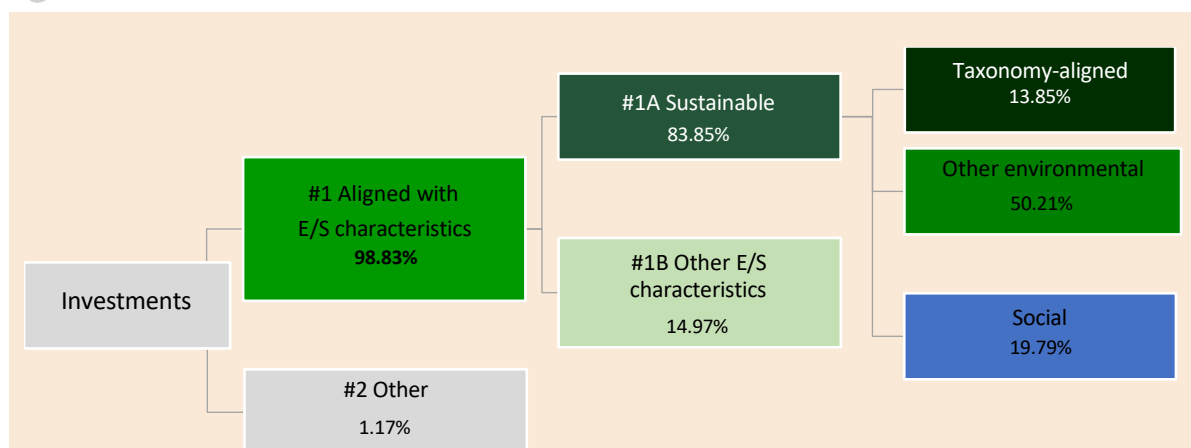 Investments
#1 Aligned with
E/S characteristics
98.83%
#2 Other
1.17%
#1A Sustainable
83.85%
#1B Other E/S
characteristics
14.97%
Taxonomy-aligned
13.85%
Other environmental
50.21%
Social
19.79%